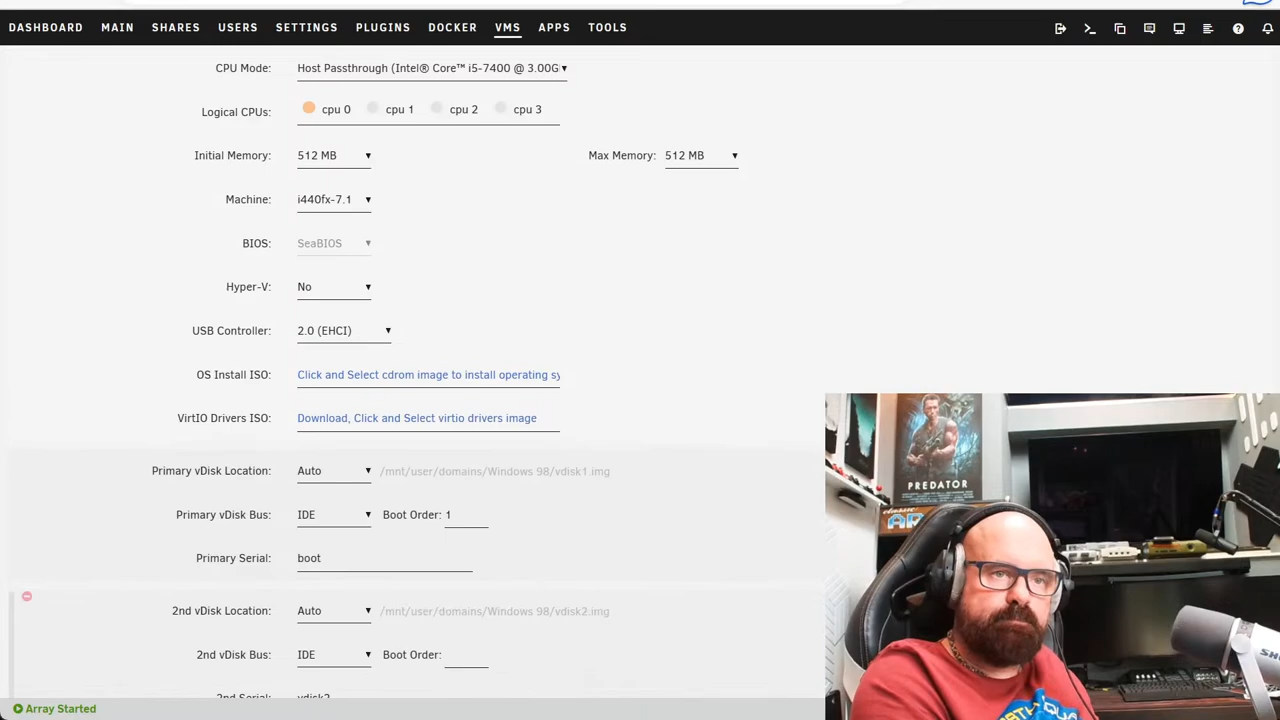 DASHBOARD MAIN SHARES USERS SETTINGS PLUGINS DOCKER VMS APPS TOOLS
CPU Mode: Host Passthrough (Intel® Core™ i5-7400 @ 3.00G
Logical CPUs: cpu 0 cpu 1 cpu 2 cpu 3
Initial Memory: 512 MB Max Memory: 512 MB
Machine: i440fx-7.1
BIOS: SeaBIOS
Hyper-V: No
USB Controller: 2.0 (EHCI)
OS Install ISO: Click and Select cdrom image to install operating sy
VirtIO Drivers ISO: Download, Click and Select virtio drivers image
Primary vDisk Location: Auto /mnt/user/domains/Windows 98/vdisk1.img
Primary vDisk Bus: IDE Boot Order: 1
Primary Serial: boot
2nd vDisk Location: Auto /mnt/user/domains/Windows 98/vdisk2.img
2nd vDisk Bus: IDE Boot Order:
2nd Serial: vdisk2
Array Started
PREDATOR